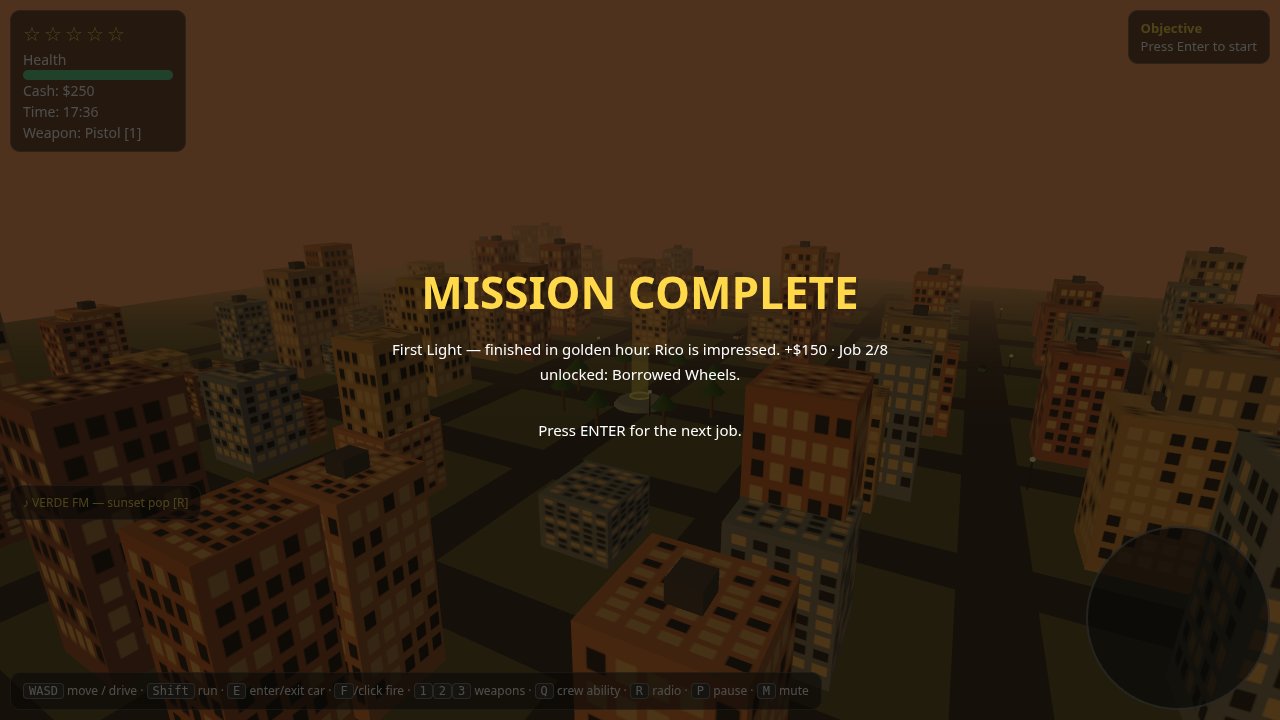 ☆☆☆☆☆
Health
Cash: $250
Time: 17:36
Weapon: Pistol [1]
Objective
Press Enter to start
MISSION COMPLETE
First Light — finished in golden hour. Rico is impressed. +$150 · Job 2/8
unlocked: Borrowed Wheels.
Press ENTER for the next job.
♪ VERDE FM — sunset pop [R]
WASD move / drive · Shift run · E enter/exit car · F/click fire · 1 2 3 weapons · Q crew ability · R radio · P pause · M mute